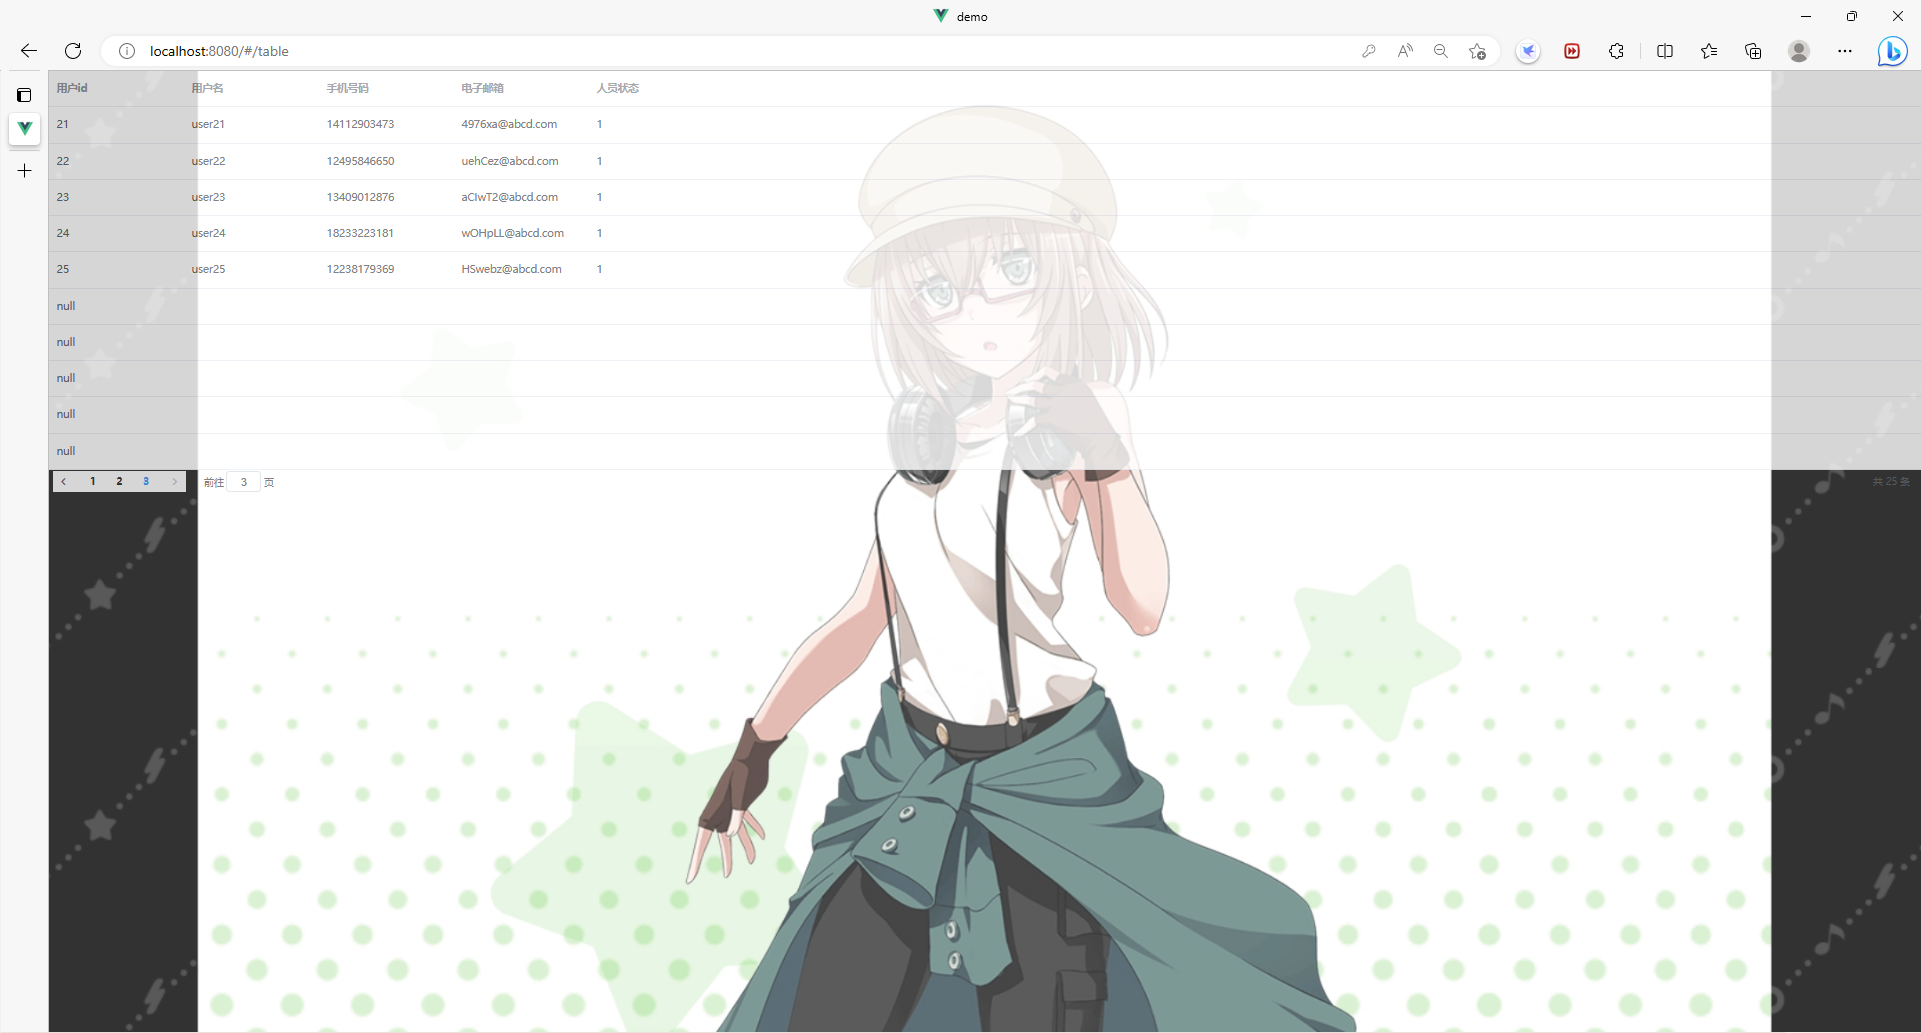 demo
localhost:8080/#/table
用户id 用户名 手机号码 电子邮箱 人员状态
21 user21 14112903473 4976xa@abcd.com 1
22 user22 12495846650 uehCez@abcd.com 1
23 user23 13409012876 aCIwT2@abcd.com 1
24 user24 18233223181 wOHpLL@abcd.com 1
25 user25 12238179369 HSwebz@abcd.com 1
null
null
null
null
null
1 2 3 前往 3 页 共 25 条